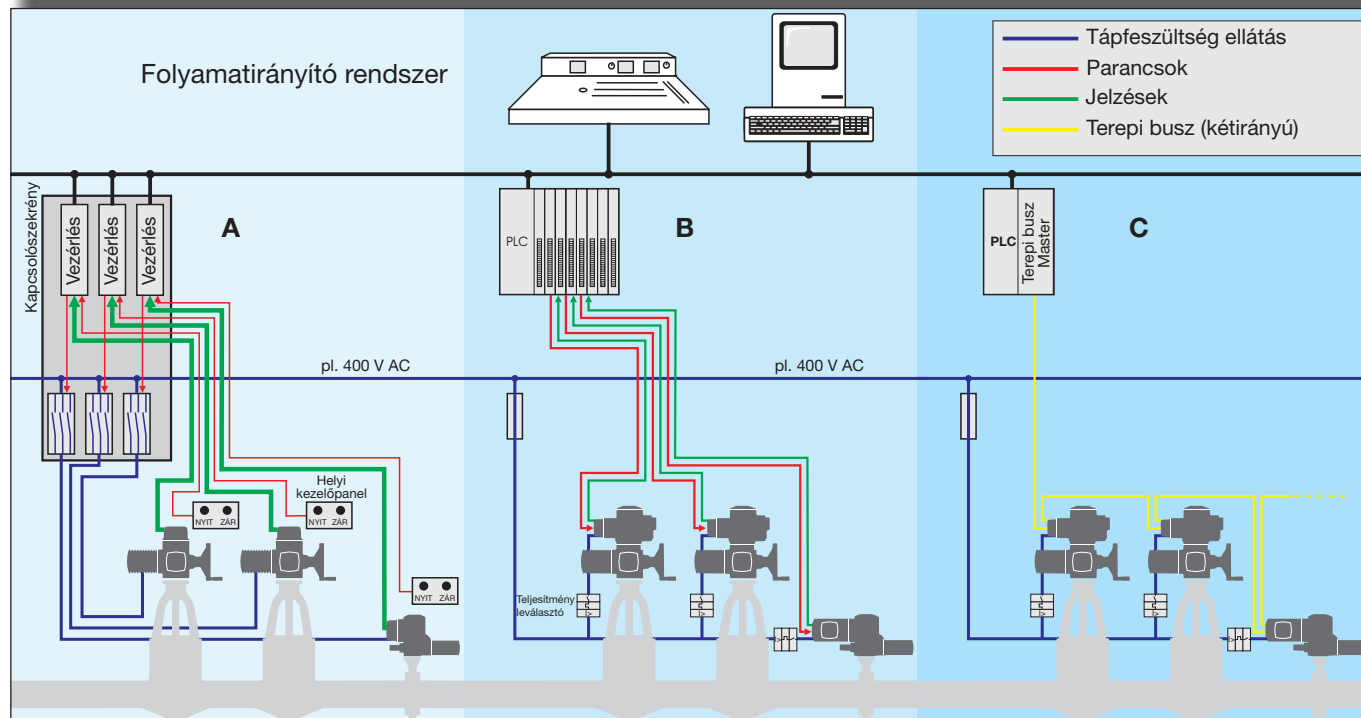 Folyamatirányító rendszer
Tápfeszültség ellátás
Parancsok
Jelzések
Terepi busz (kétirányú)
Kapcsolószekrény
Vezérlés
Vezérlés
Vezérlés
A
PLC
B
PLC
Terepi busz
Master
C
pl. 400 V AC
pl. 400 V AC
Helyi
kezelőpanel
NYIT ZÁR
NYIT ZÁR
NYIT ZÁR
Teljesítmény
leválasztó